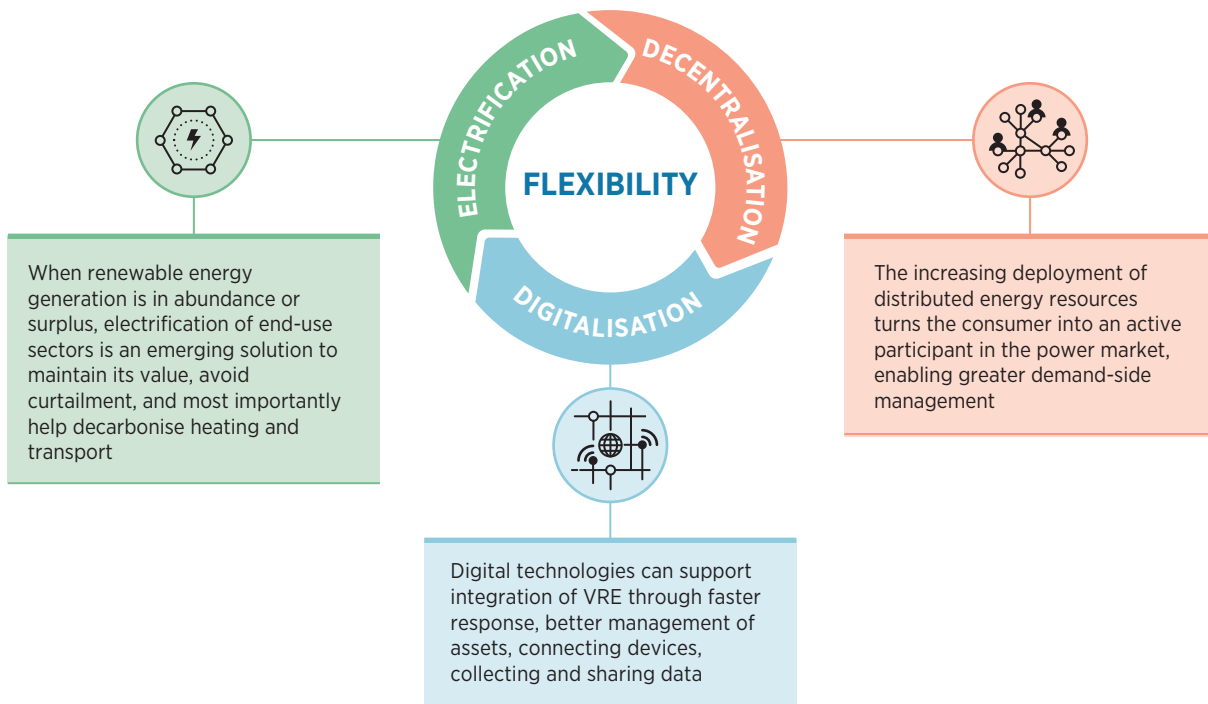 ELECTRIFICATION
DECENTRALISATION
FLEXIBILITY
DIGITALISATION
When renewable energy
generation is in abundance or
surplus, electrification of end-use
sectors is an emerging solution to
maintain its value, avoid
curtailment, and most importantly
help decarbonise heating and
transport
The increasing deployment of
distributed energy resources
turns the consumer into an active
participant in the power market,
enabling greater demand-side
management
Digital technologies can support
integration of VRE through faster
response, better management of
assets, connecting devices,
collecting and sharing data